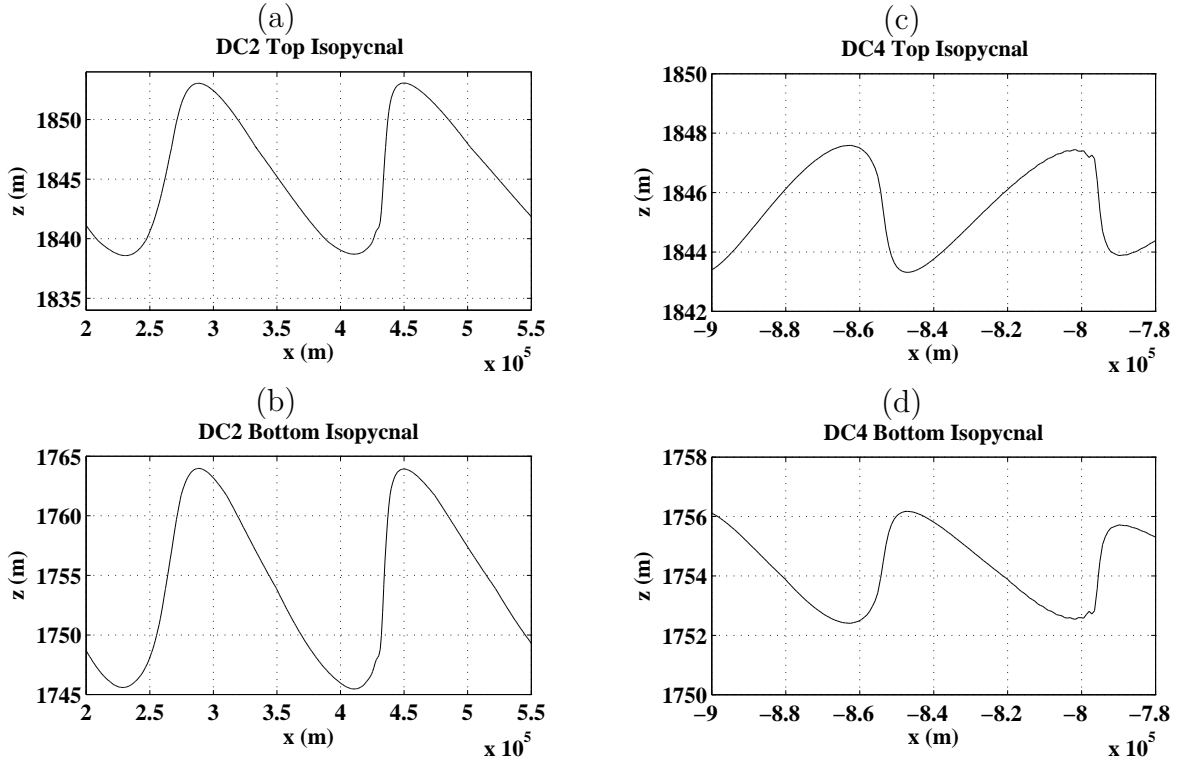 (a)
DC2 Top Isopycnal
1850
1845
1840
1835
z (m)
2 2.5 3 3.5 4 4.5 5 5.5
x (m)
x 10^5
(c)
DC4 Top Isopycnal
1850
1848
1846
1844
1842
z (m)
−9 −8.8 −8.6 −8.4 −8.2 −8 −7.8
x (m)
x 10^5
(b)
DC2 Bottom Isopycnal
1765
1760
1755
1750
1745
z (m)
2 2.5 3 3.5 4 4.5 5 5.5
x (m)
x 10^5
(d)
DC4 Bottom Isopycnal
1758
1756
1754
1752
1750
z (m)
−9 −8.8 −8.6 −8.4 −8.2 −8 −7.8
x (m)
x 10^5